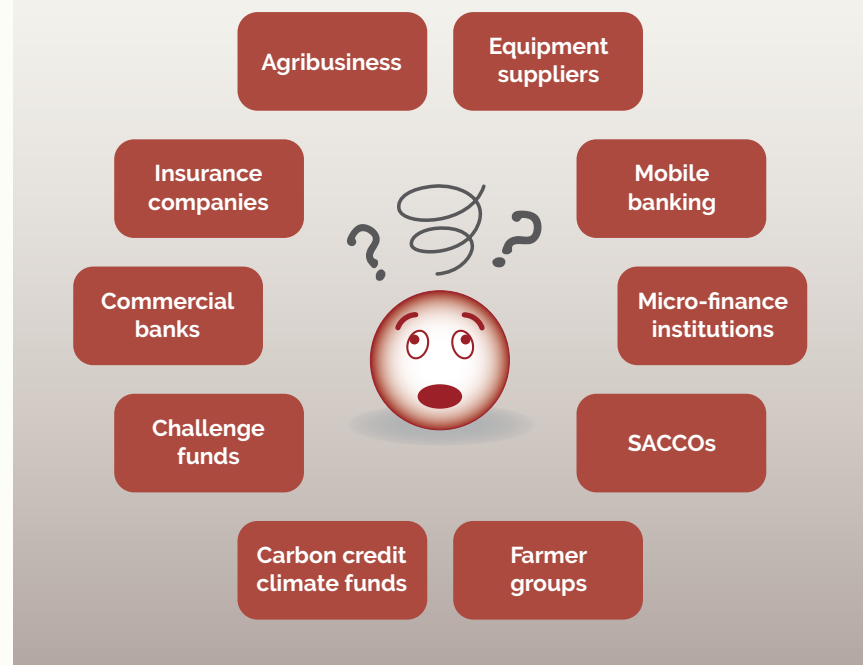 Agribusiness
Equipment
suppliers
Insurance
companies
Mobile
banking
Commercial
banks
Micro-finance
institutions
Challenge
funds
SACCOs
Carbon credit
climate funds
Farmer
groups
? ?